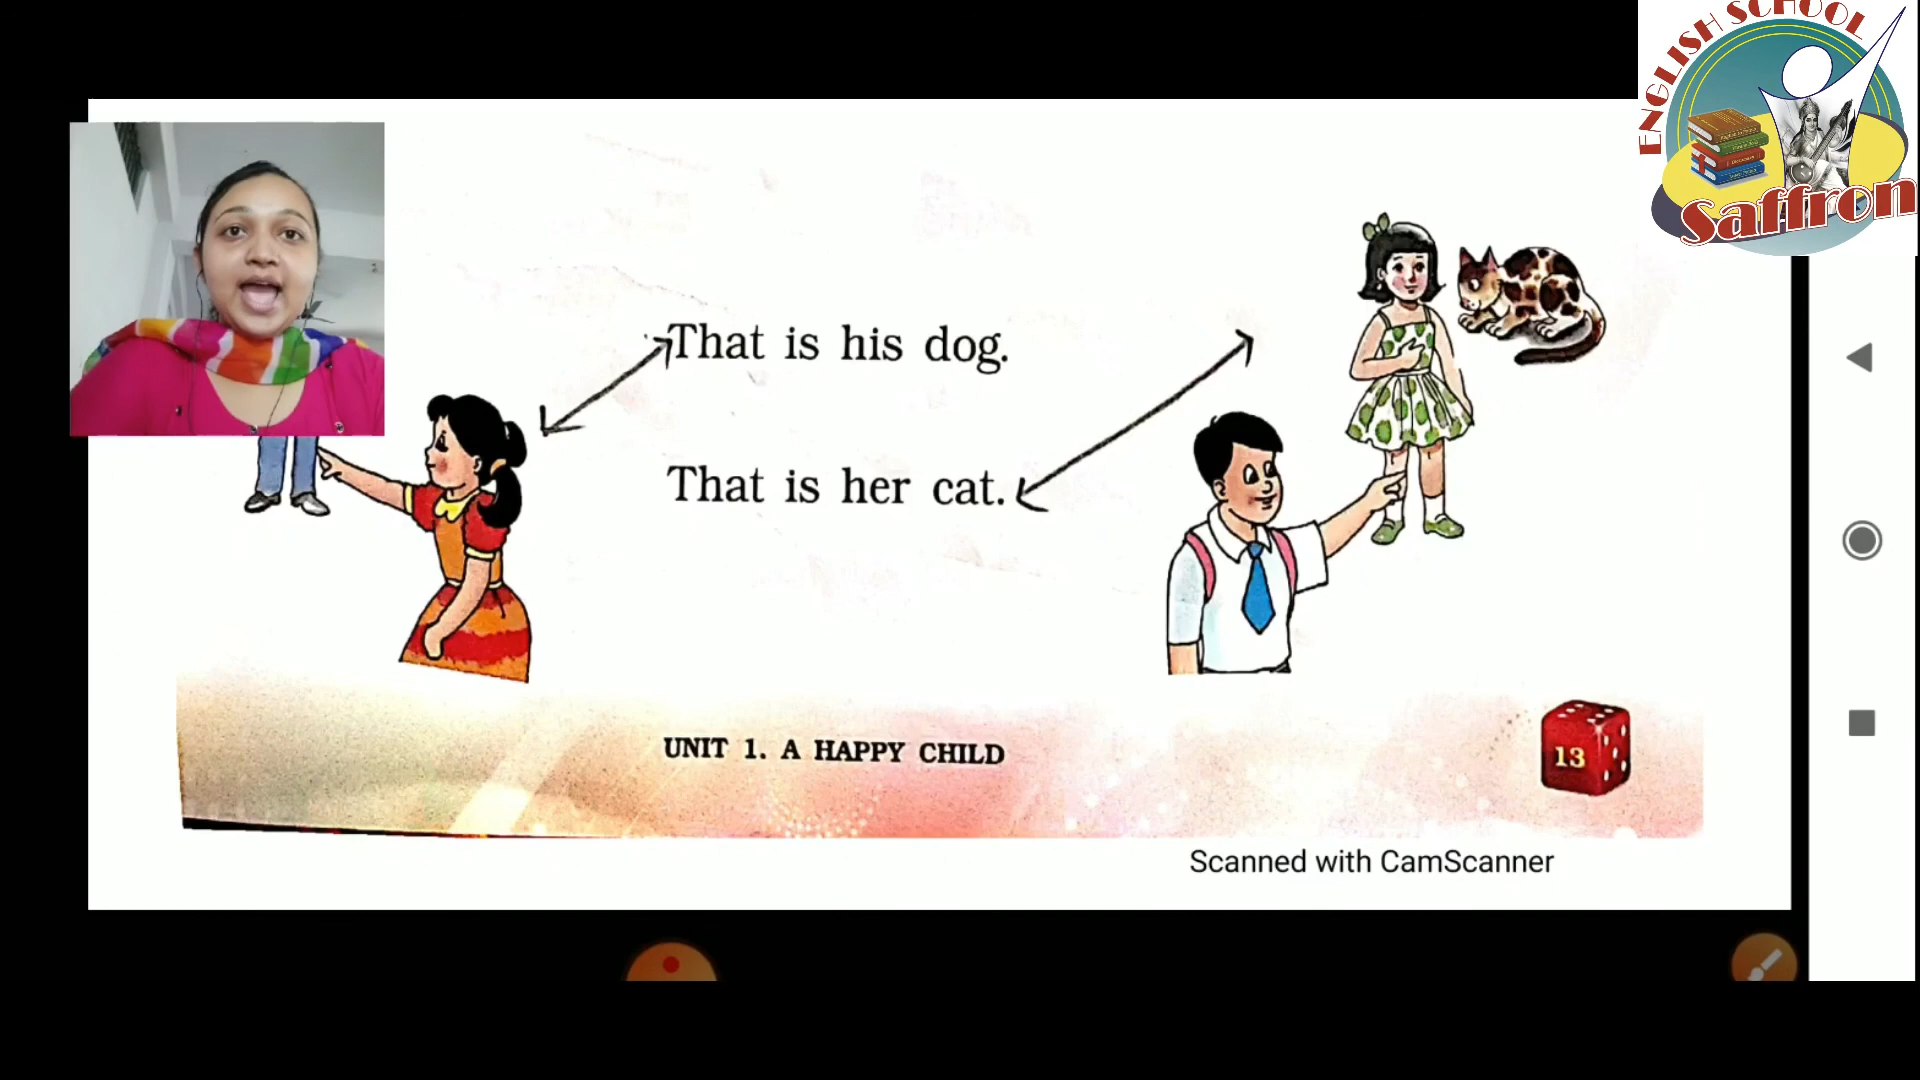 ENGLISH SCHOOL
Saffron
That is his dog.
That is her cat.
UNIT 1. A HAPPY CHILD
13
Scanned with CamScanner